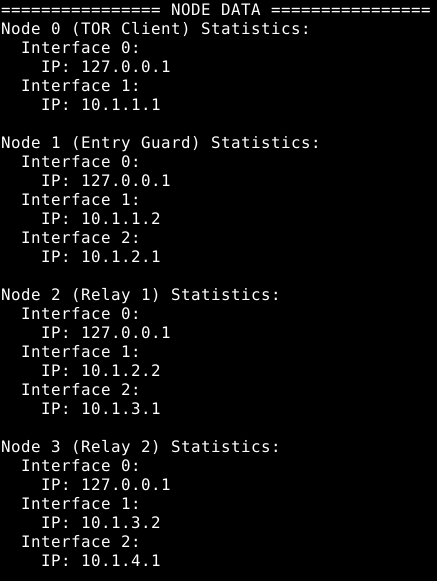 ================ NODE DATA ================
Node 0 (TOR Client) Statistics:
  Interface 0:
    IP: 127.0.0.1
  Interface 1:
    IP: 10.1.1.1

Node 1 (Entry Guard) Statistics:
  Interface 0:
    IP: 127.0.0.1
  Interface 1:
    IP: 10.1.1.2
  Interface 2:
    IP: 10.1.2.1

Node 2 (Relay 1) Statistics:
  Interface 0:
    IP: 127.0.0.1
  Interface 1:
    IP: 10.1.2.2
  Interface 2:
    IP: 10.1.3.1

Node 3 (Relay 2) Statistics:
  Interface 0:
    IP: 127.0.0.1
  Interface 1:
    IP: 10.1.3.2
  Interface 2:
    IP: 10.1.4.1